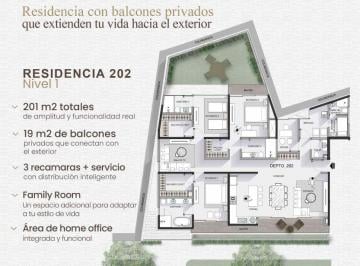 Residencia con balcones privados
que extienden tu vida hacia el exterior
RESIDENCIA 202
Nivel 1
201 m2 totales
de amplitud y funcionalidad real
19 m2 de balcones
privados que conectan con
el exterior
3 recamaras + servicio
con distribución inteligente
Family Room
Un espacio adicional para adaptar
a tu estilo de vida
Área de home office
integrada y funcional
DEPTO. 202